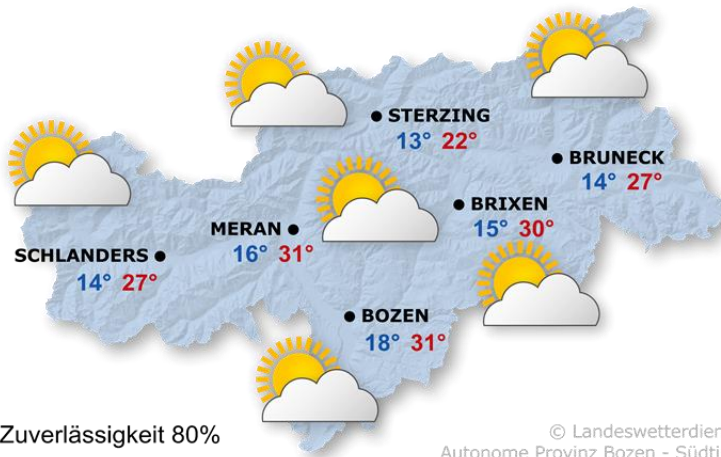 STERZING
13° 22°
BRUNECK
14° 27°
BRIXEN
15° 30°
MERAN
16° 31°
SCHLANDERS
14° 27°
BOZEN
18° 31°
Zuverlässigkeit 80%
© Landeswetterdien
Autonome Provinz Bozen - Südti